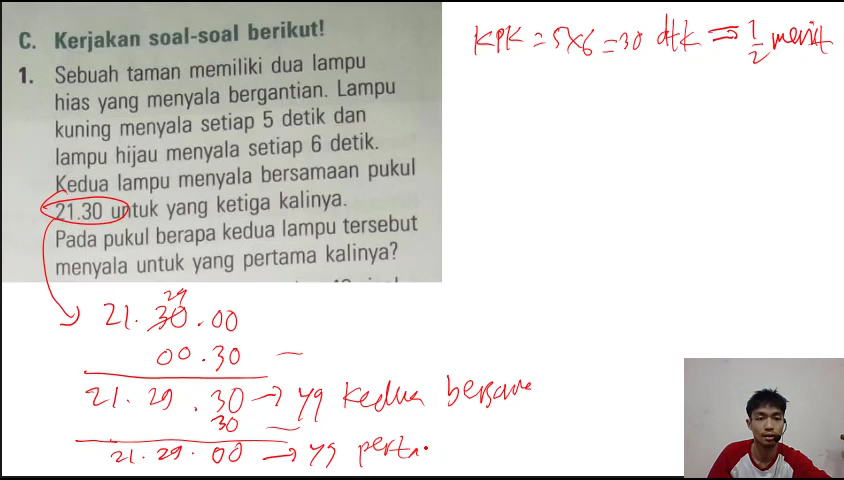 C. Kerjakan soal-soal berikut!
1. Sebuah taman memiliki dua lampu
hias yang menyala bergantian. Lampu
kuning menyala setiap 5 detik dan
lampu hijau menyala setiap 6 detik.
Kedua lampu menyala bersamaan pukul
21.30 untuk yang ketiga kalinya.
Pada pukul berapa kedua lampu tersebut
menyala untuk yang pertama kalinya?
KPK = 5x6 = 30 dtk => 1/2 menit
29
21.30.00
00.30 -
21.29.30 → yg kedua bersama
30 -
21.29.00 → yg perta